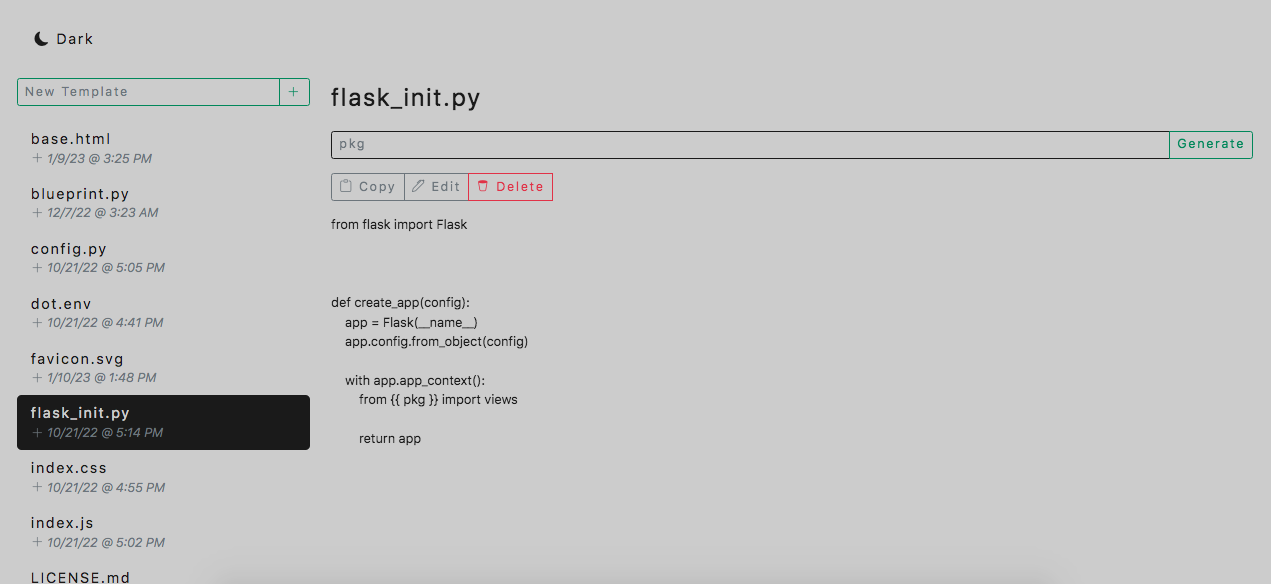 Dark
New Template
+
base.html
+ 1/9/23 @ 3:25 PM
blueprint.py
+ 12/7/22 @ 3:23 AM
config.py
+ 10/21/22 @ 5:05 PM
dot.env
+ 10/21/22 @ 4:41 PM
favicon.svg
+ 1/10/23 @ 1:48 PM
flask_init.py
+ 10/21/22 @ 5:14 PM
index.css
+ 10/21/22 @ 4:55 PM
index.js
+ 10/21/22 @ 5:02 PM
LICENSE.md
flask_init.py
pkg
Generate
Copy
Edit
Delete
from flask import Flask
def create_app(config):
    app = Flask(__name__)
    app.config.from_object(config)
    with app.app_context():
        from {{ pkg }} import views
        return app